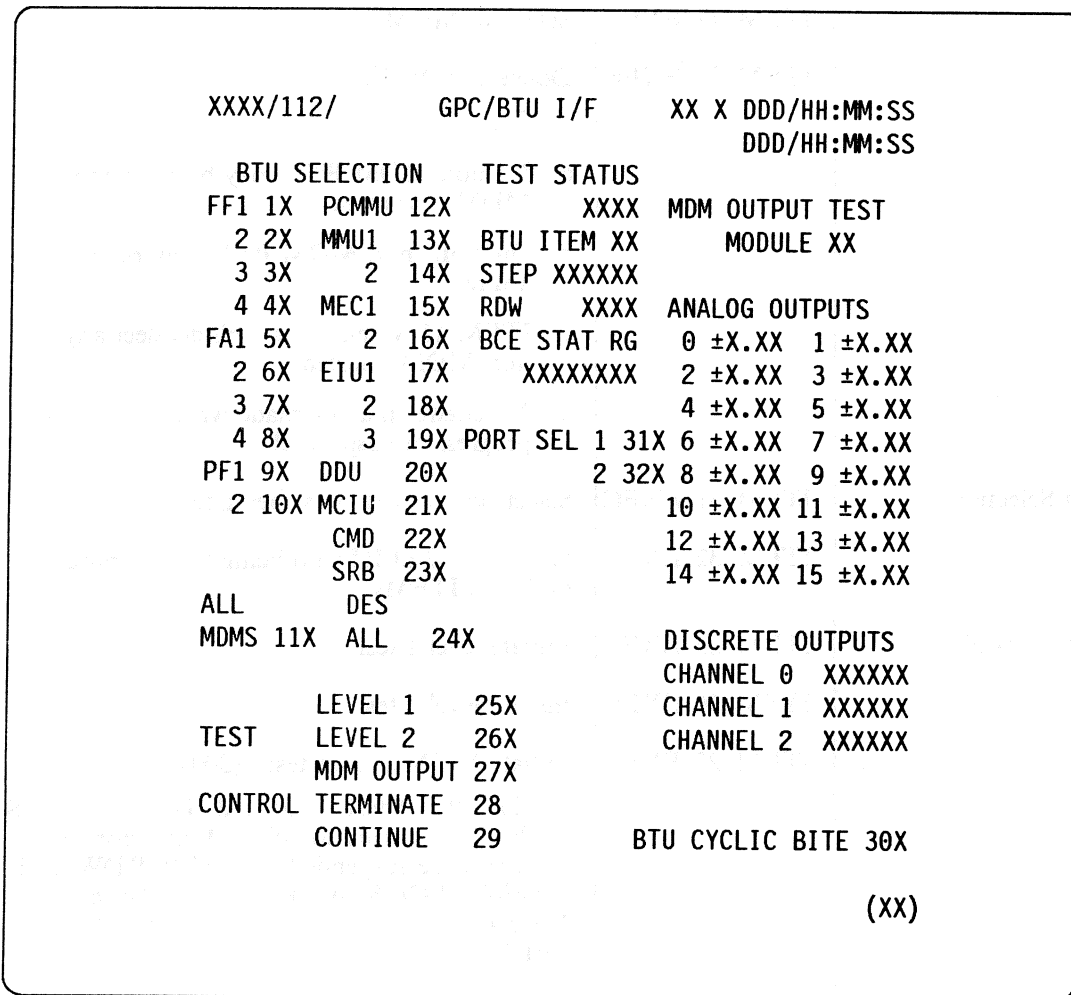 XXXX/112/ GPC/BTU I/F XX X DDD/HH:MM:SS
DDD/HH:MM:SS
BTU SELECTION TEST STATUS
FF1 1X PCMMU 12X XXXX MDM OUTPUT TEST
2 2X MMU1 13X BTU ITEM XX MODULE XX
3 3X 2 14X STEP XXXXXX
4 4X MEC1 15X RDW XXXX ANALOG OUTPUTS
FA1 5X 2 16X BCE STAT RG 0 ±X.XX 1 ±X.XX
2 6X EIU1 17X XXXXXXXX 2 ±X.XX 3 ±X.XX
3 7X 2 18X 4 ±X.XX 5 ±X.XX
4 8X 3 19X PORT SEL 1 31X 6 ±X.XX 7 ±X.XX
PF1 9X DDU 20X 2 32X 8 ±X.XX 9 ±X.XX
2 10X MCIU 21X 10 ±X.XX 11 ±X.XX
CMD 22X 12 ±X.XX 13 ±X.XX
SRB 23X 14 ±X.XX 15 ±X.XX
ALL DES
MDMS 11X ALL 24X DISCRETE OUTPUTS
CHANNEL 0 XXXXXX
LEVEL 1 25X CHANNEL 1 XXXXXX
TEST LEVEL 2 26X CHANNEL 2 XXXXXX
MDM OUTPUT 27X
CONTROL TERMINATE 28
CONTINUE 29 BTU CYCLIC BITE 30X
(XX)